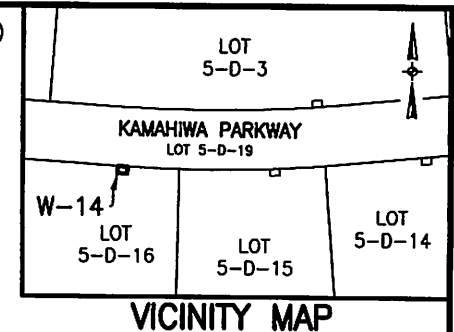 LOT
5-D-3
KAMAHIWA PARKWAY
LOT 5-D-19
W-14
LOT
5-D-16
LOT
5-D-15
LOT
5-D-14
VICINITY MAP